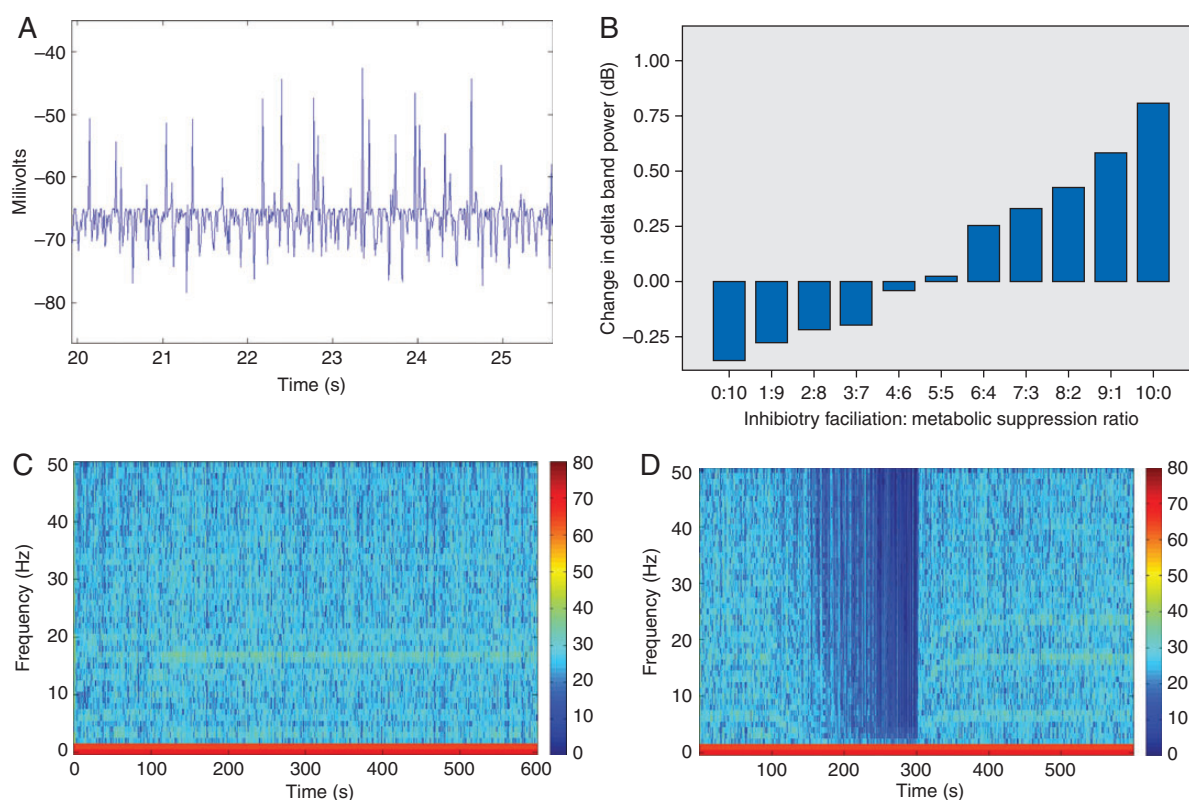 A
−40
−50
−60
−70
−80
Milivolts
20 21 22 23 24 25
Time (s)
B
1.00
0.75
0.50
0.25
0.00
−0.25
Change in delta band power (dB)
0:10 1:9 2:8 3:7 4:6 5:5 6:4 7:3 8:2 9:1 10:0
Inhibiotry faciliation: metabolic suppression ratio
C
50
40
30
20
10
0
Frequency (Hz)
0 100 200 300 400 500 600
Time (s)
80
70
60
50
40
30
20
10
0
D
50
40
30
20
10
0
Frequency (Hz)
100 200 300 400 500
Time (s)
80
70
60
50
40
30
20
10
0